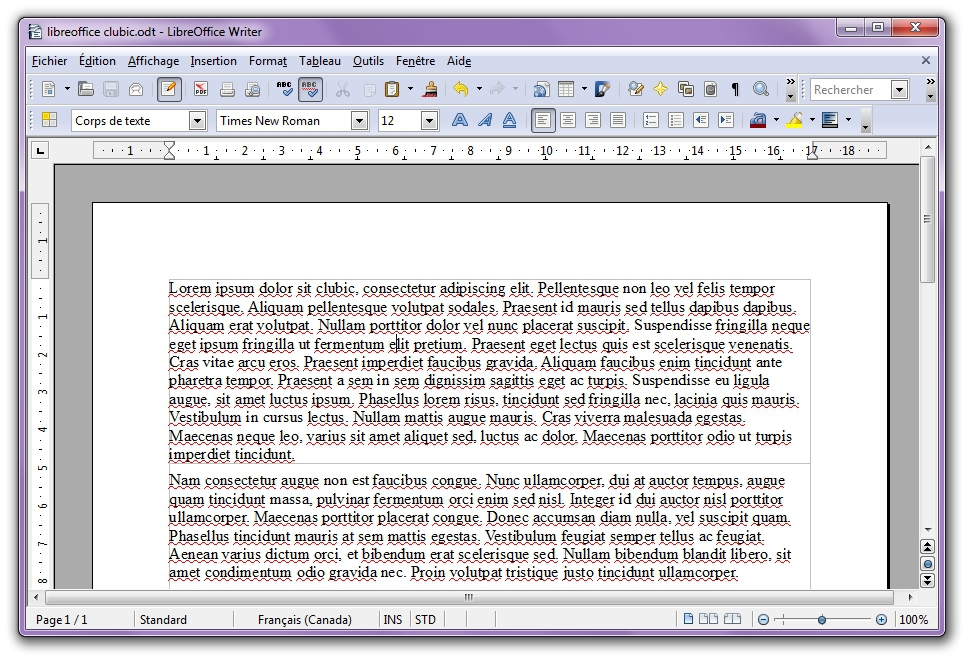 libreoffice clubic.odt - LibreOffice Writer
Fichier Édition Affichage Insertion Format Tableau Outils Fenêtre Aide
ABC ABC Rechercher
Corps de texte Times New Roman 12
1 1 2 3 4 5 6 7 8 9 10 11 12 13 14 15 16 17 18
1
1
2
3
4
5
6
7
8
Lorem ipsum dolor sit clubic, consectetur adipiscing elit. Pellentesque non leo vel felis tempor
scelerisque. Aliquam pellentesque volutpat sodales. Praesent id mauris sed tellus dapibus dapibus.
Aliquam erat volutpat. Nullam porttitor dolor vel nunc placerat suscipit. Suspendisse fringilla neque
eget ipsum fringilla ut fermentum elit pretium. Praesent eget lectus quis est scelerisque venenatis.
Cras vitae arcu eros. Praesent imperdiet faucibus gravida. Aliquam faucibus enim tincidunt ante
pharetra tempor. Praesent a sem in sem dignissim sagittis eget ac turpis. Suspendisse eu ligula
augue, sit amet luctus ipsum. Phasellus lorem risus, tincidunt sed fringilla nec, lacinia quis mauris.
Vestibulum in cursus lectus. Nullam mattis augue mauris. Cras viverra malesuada egestas.
Maecenas neque leo, varius sit amet aliquet sed, luctus ac dolor. Maecenas porttitor odio ut turpis
imperdiet tincidunt.
Nam consectetur augue non est faucibus congue. Nunc ullamcorper, dui at auctor tempus, augue
quam tincidunt massa, pulvinar fermentum orci enim sed nisl. Integer id dui auctor nisl porttitor
ullamcorper. Maecenas porttitor placerat congue. Donec accumsan diam nulla, vel suscipit quam.
Phasellus tincidunt mauris at sem mattis egestas. Vestibulum feugiat semper tellus ac feugiat.
Aenean varius dictum orci, et bibendum erat scelerisque sed. Nullam bibendum blandit libero, sit
amet condimentum odio gravida nec. Proin volutpat tristique justo tincidunt ullamcorper.
Page 1 / 1 Standard Français (Canada) INS STD 100%